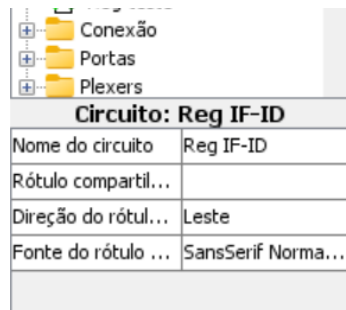 Conexão
Portas
Plexers
Circuito: Reg IF-ID
Nome do circuito Reg IF-ID
Rótulo compartil...
Direção do rótul... Leste
Fonte do rótulo ... SansSerif Norma...